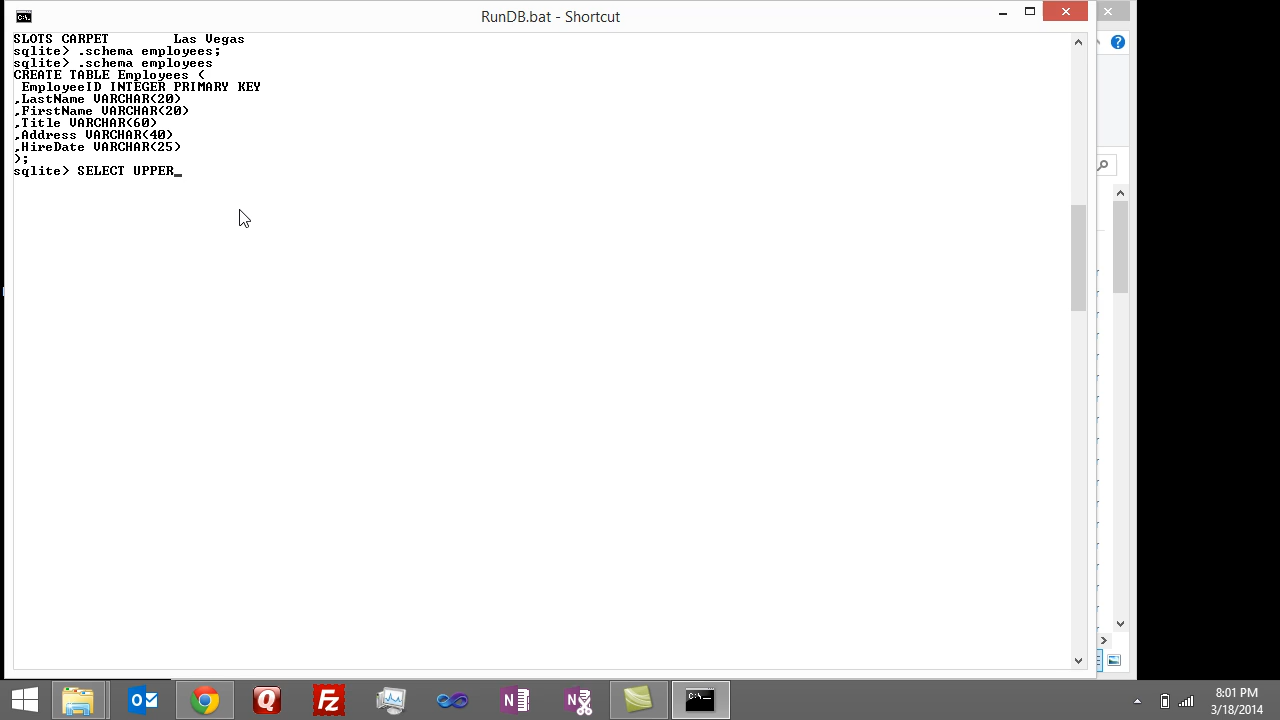 RunDB.bat - Shortcut
SLOTS CARPET Las Vegas
sqlite> .schema employees;
sqlite> .schema employees
CREATE TABLE Employees (
EmployeeID INTEGER PRIMARY KEY
,LastName VARCHAR(20)
,FirstName VARCHAR(20)
,Title VARCHAR(60)
,Address VARCHAR(40)
,HireDate VARCHAR(25)
);
sqlite> SELECT UPPER_
8:01 PM
3/18/2014